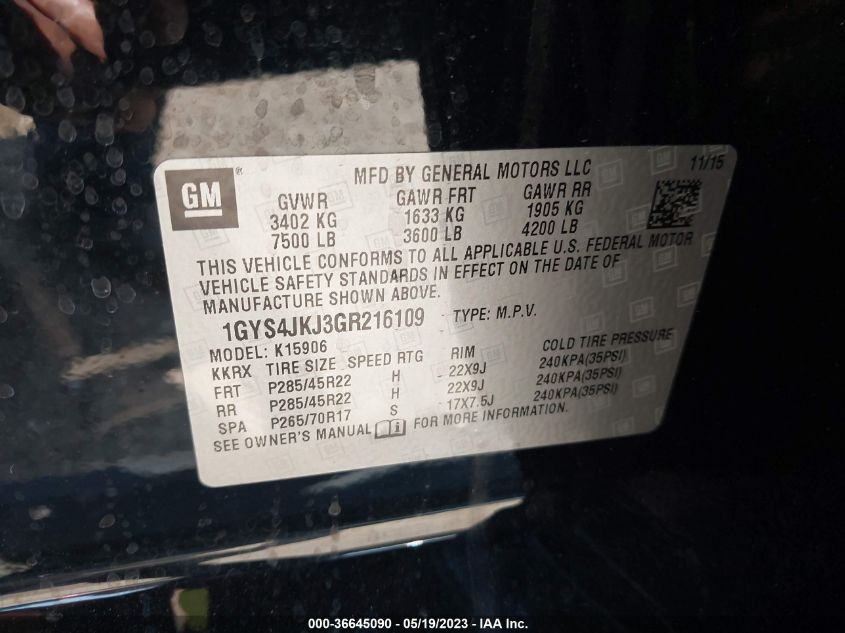 GM
MFD BY GENERAL MOTORS LLC 11/15
GVWR GAWR FRT GAWR RR
3402 KG 1633 KG 1905 KG
7500 LB 3600 LB 4200 LB
THIS VEHICLE CONFORMS TO ALL APPLICABLE U.S. FEDERAL MOTOR
VEHICLE SAFETY STANDARDS IN EFFECT ON THE DATE OF
MANUFACTURE SHOWN ABOVE.
1GYS4JKJ3GR216109 TYPE: M.P.V.
MODEL: K15906
KKRX TIRE SIZE SPEED RTG RIM COLD TIRE PRESSURE
FRT P285/45R22 H 22X9J 240KPA(35PSI)
RR P285/45R22 H 22X9J 240KPA(35PSI)
SPA P265/70R17 S 17X7.5J 240KPA(35PSI)
SEE OWNER'S MANUAL i FOR MORE INFORMATION.
000-36645090 - 05/19/2023 - IAA Inc.